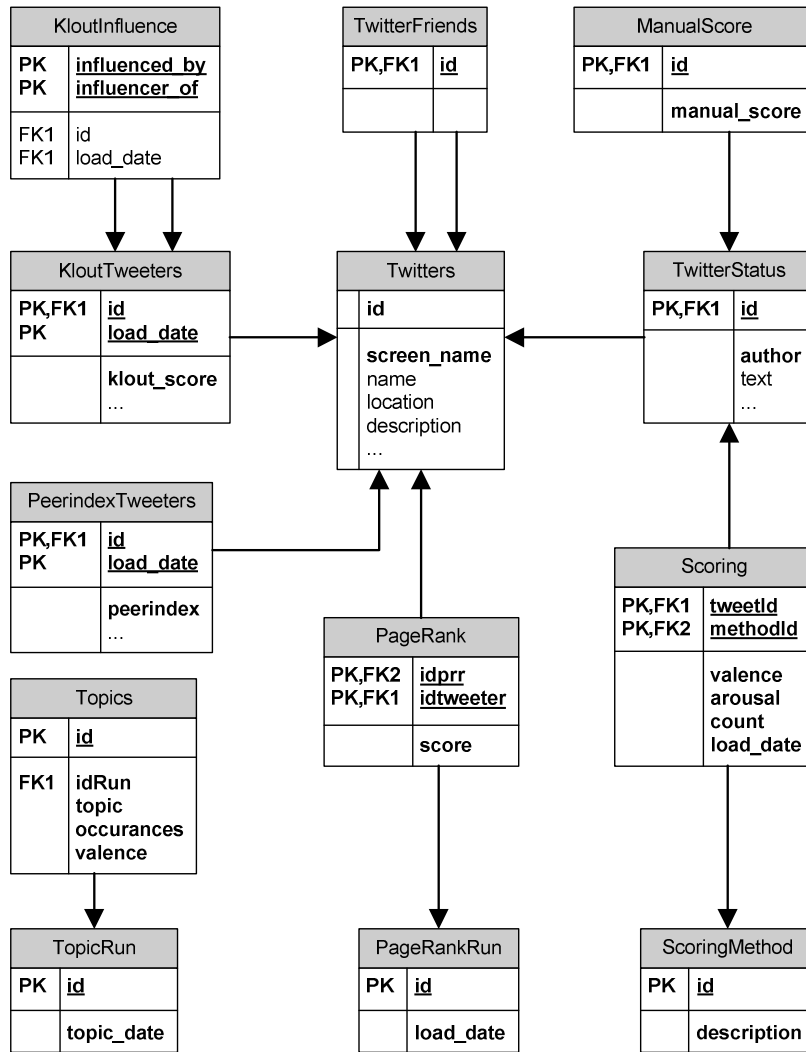 KloutInfluence
PK influenced_by
PK influencer_of
FK1 id
FK1 load_date
TwitterFriends
PK,FK1 id
ManualScore
PK,FK1 id
manual_score
KloutTweeters
PK,FK1 id
PK load_date
klout_score
...
Twitters
id
screen_name
name
location
description
...
TwitterStatus
PK,FK1 id
author
text
...
PeerindexTweeters
PK,FK1 id
PK load_date
peerindex
...
PageRank
PK,FK2 idprr
PK,FK1 idtweeter
score
Scoring
PK,FK1 tweetId
PK,FK2 methodId
valence
arousal
count
load_date
Topics
PK id
FK1 idRun
topic
occurances
valence
TopicRun
PK id
topic_date
PageRankRun
PK id
load_date
ScoringMethod
PK id
description